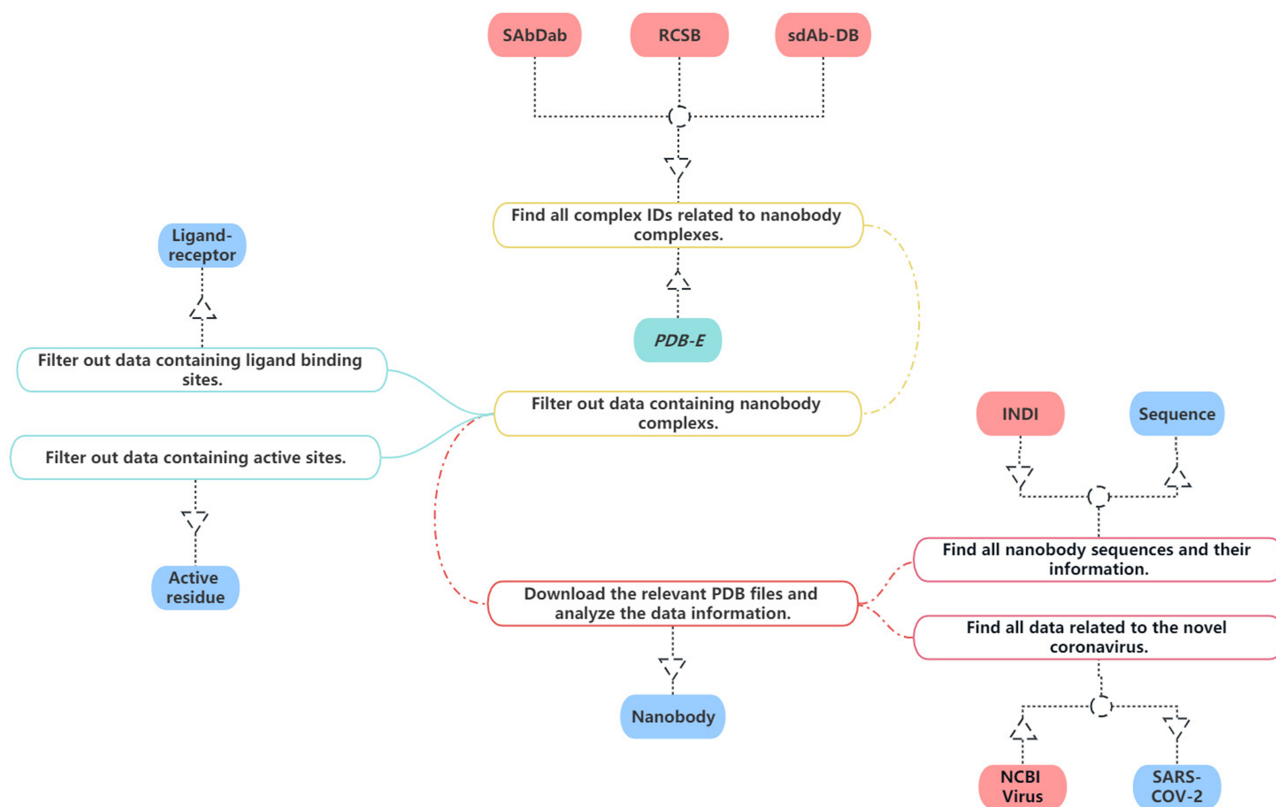 SAbDab
RCSB
sdAb-DB
Find all complex IDs related to nanobody
complexes.
Ligand-
receptor
PDB-E
Filter out data containing ligand binding
sites.
Filter out data containing nanobody
complexs.
INDI
Sequence
Filter out data containing active sites.
Find all nanobody sequences and their
information.
Active
residue
Download the relevant PDB files and
analyze the data information.
Find all data related to the novel
coronavirus.
Nanobody
NCBI
Virus
SARS-
COV-2